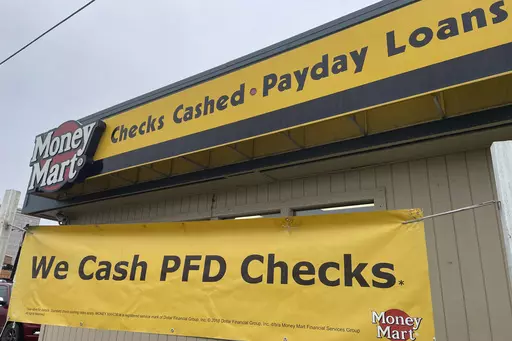 Checks Cashed • Payday Loans
Money
Mart
We Cash PFD Checks.*
Money
Mart